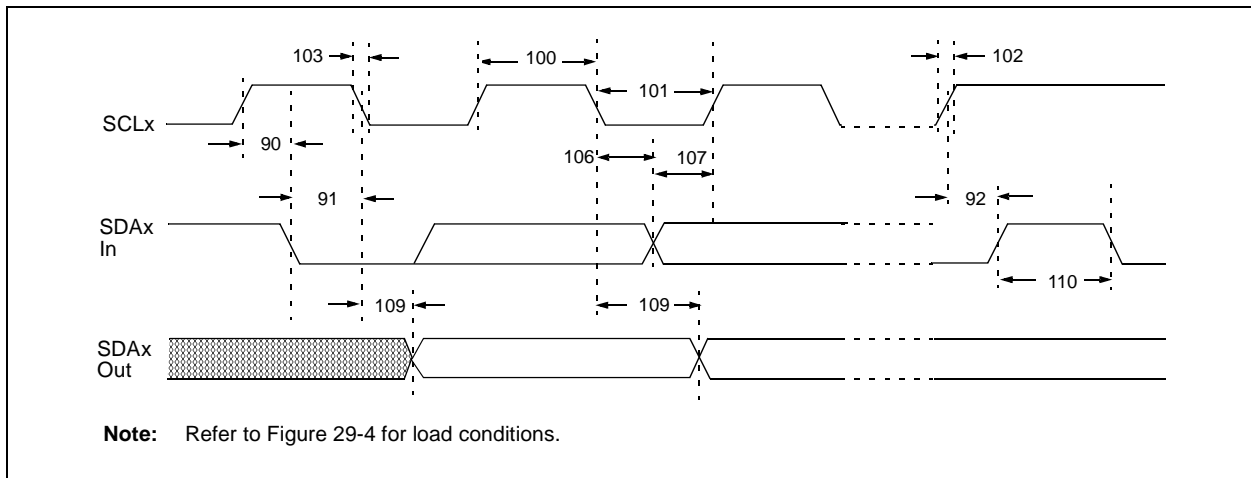 103
100
102
101
SCLx
90
106
107
91
92
SDAx
In
110
109
109
SDAx
Out
Note: Refer to Figure 29-4 for load conditions.